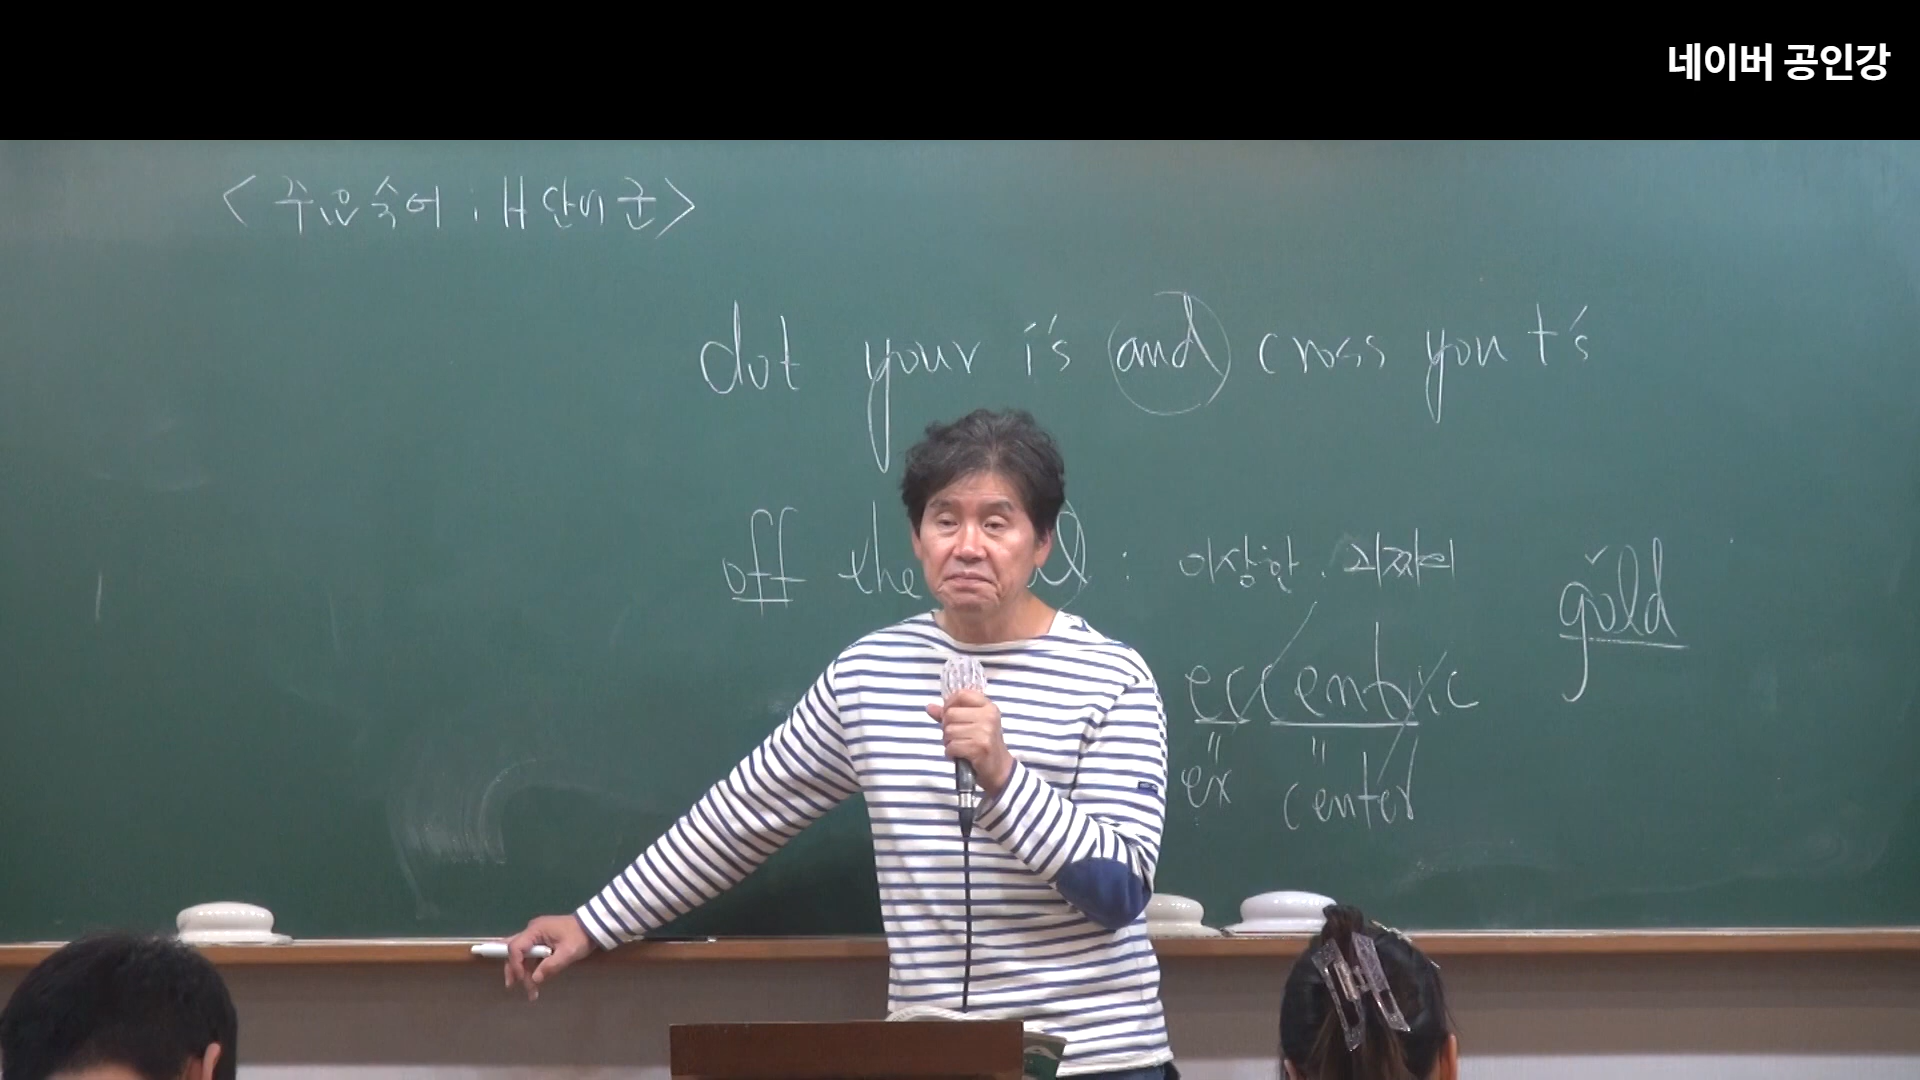 네이버 공인강
<주요숙어 : H 단어군>
dot your i's and cross you t's
off the : 이상한. 괴짜의
gold
eccentric
" "
ex center